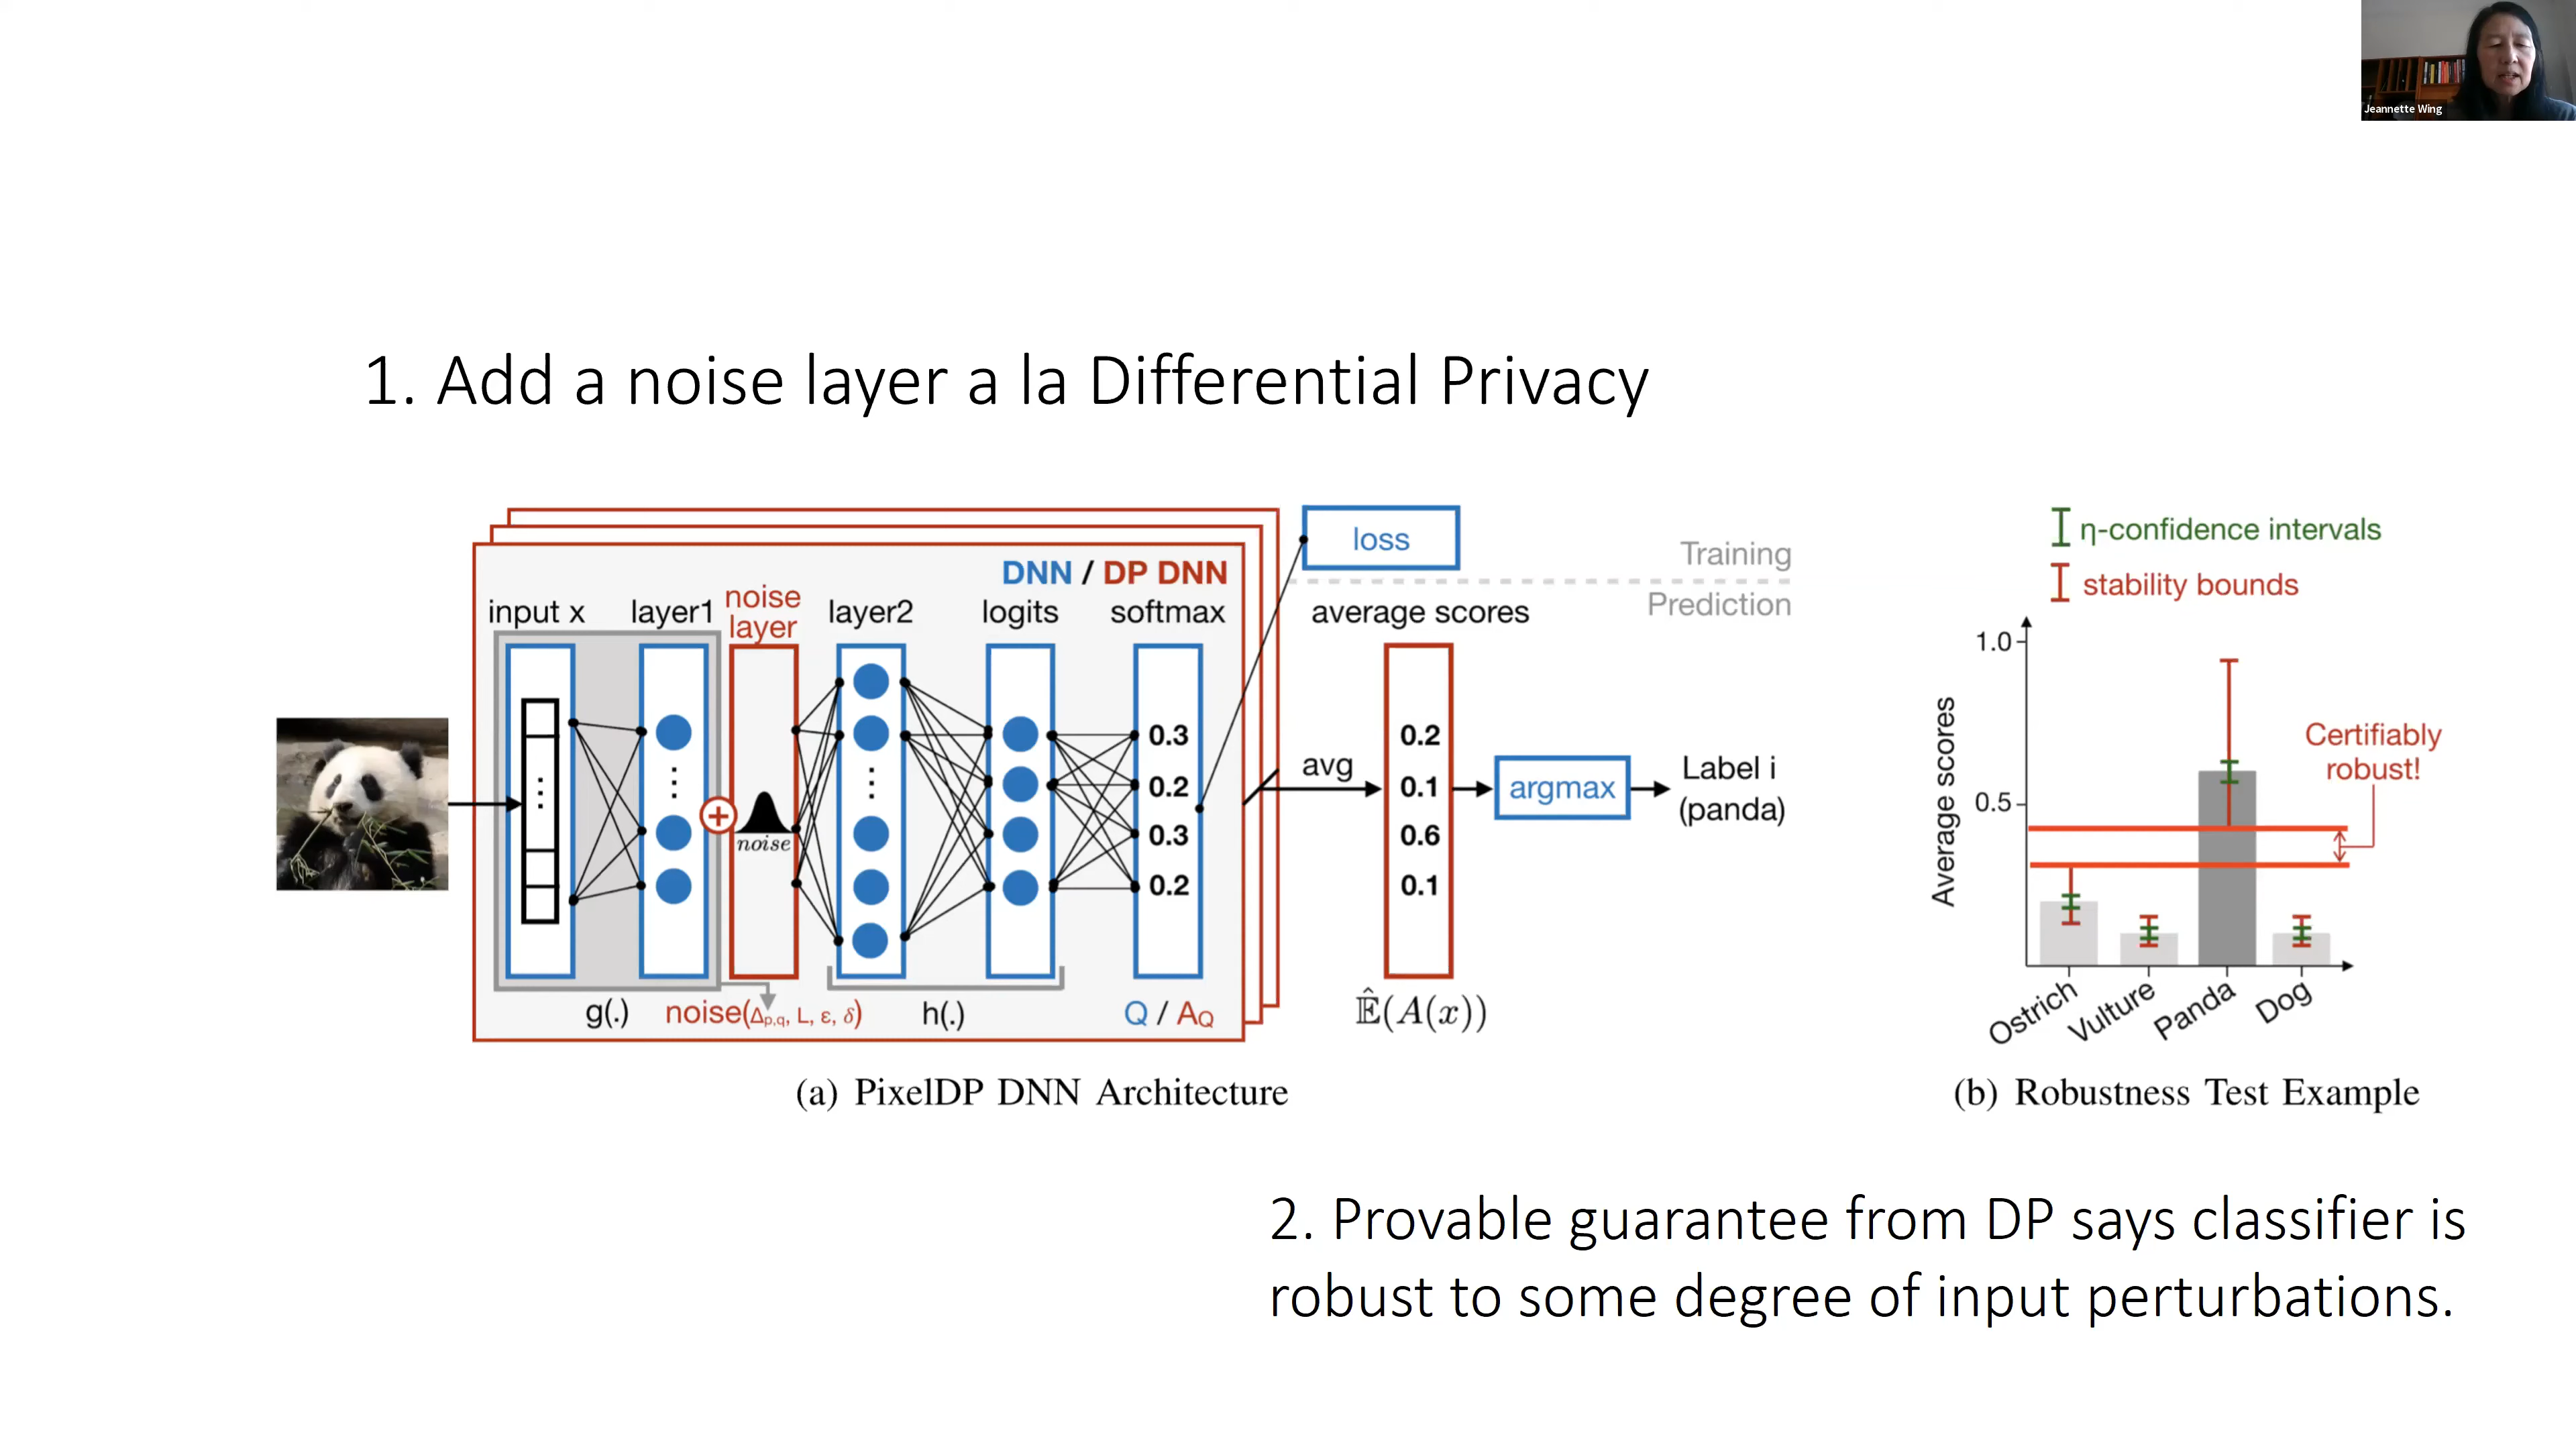 Jeannette Wing
1. Add a noise layer a la Differential Privacy
DNN / DP DNN
input x
layer1
noise
layer
layer2
logits
softmax
noise
0.3
0.2
0.3
0.2
g(.)
noise(Δp,q, L, ε, δ)
h(.)
Q / AQ
loss
Training
Prediction
average scores
avg
0.2
0.1
0.6
0.1
Ê(A(x))
argmax
Label i
(panda)
(a) PixelDP DNN Architecture
η-confidence intervals
stability bounds
1.0
0.5
Average scores
Certifiably
robust!
Ostrich
Vulture
Panda
Dog
(b) Robustness Test Example
2. Provable guarantee from DP says classifier is
robust to some degree of input perturbations.